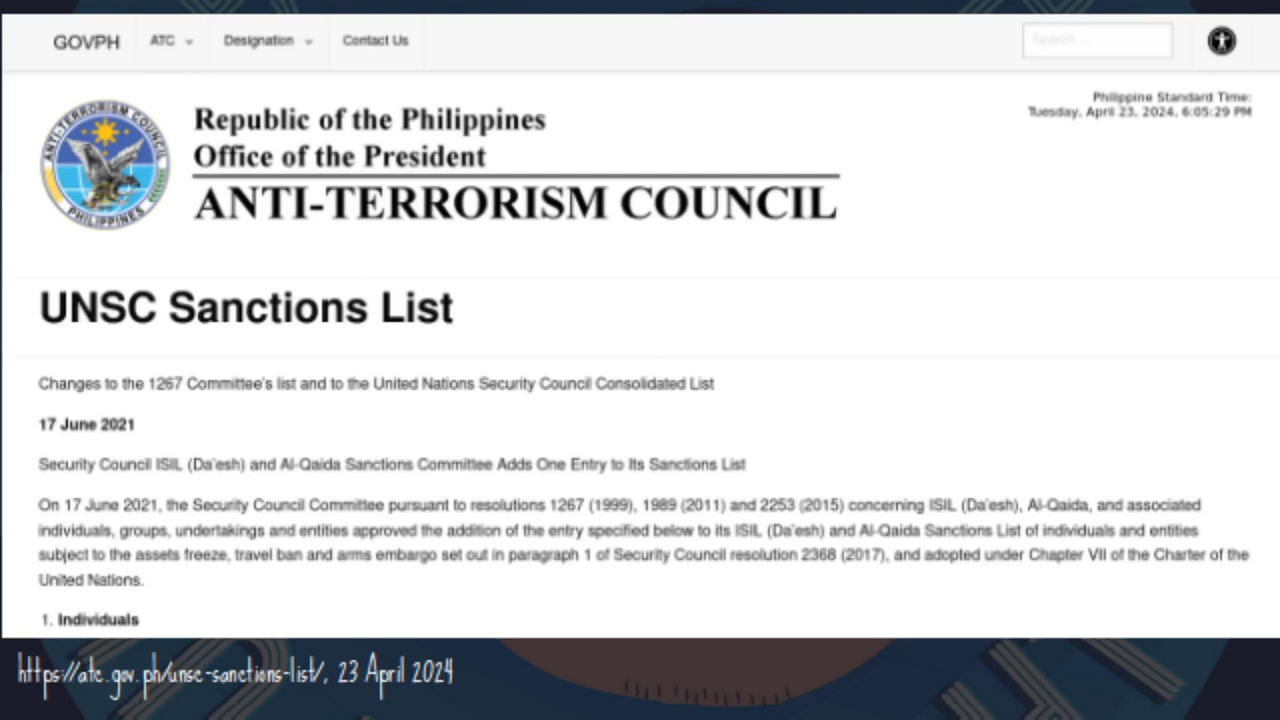 GOVPH
ATC
Designation
Contact Us
Search ...
Philippine Standard Time:
Tuesday, April 23, 2024, 6:05:29 PM
ANTI-TERRORISM COUNCIL
PHILIPPINES
Republic of the Philippines
Office of the President
ANTI-TERRORISM COUNCIL
UNSC Sanctions List
Changes to the 1267 Committee's list and to the United Nations Security Council Consolidated List
17 June 2021
Security Council ISIL (Da'esh) and Al-Qaida Sanctions Committee Adds One Entry to Its Sanctions List
On 17 June 2021, the Security Council Committee pursuant to resolutions 1267 (1999), 1989 (2011) and 2253 (2015) concerning ISIL (Da'esh), Al-Qaida, and associated
individuals, groups, undertakings and entities approved the addition of the entry specified below to its ISIL (Da'esh) and Al-Qaida Sanctions List of individuals and entities
subject to the assets freeze, travel ban and arms embargo set out in paragraph 1 of Security Council resolution 2368 (2017), and adopted under Chapter VII of the Charter of the
United Nations.
1. Individuals
https://atc.gov.ph/unsc-sanctions-list/, 23 April 2024